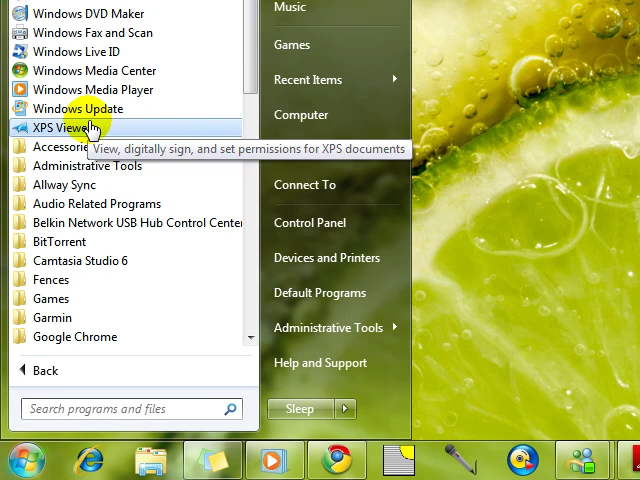 Windows DVD Maker
Windows Fax and Scan
Windows Live ID
Windows Media Center
Windows Media Player
Windows Update
XPS Viewe
View, digitally sign, and set permissions for XPS documents
Accessorie
Administrative Tools
Allway Sync
Audio Related Programs
Belkin Network USB Hub Control Center
BitTorrent
Camtasia Studio 6
Fences
Games
Garmin
Google Chrome
Back
Search programs and files
Music
Games
Recent Items
Computer
Connect To
Control Panel
Devices and Printers
Default Programs
Administrative Tools
Help and Support
Sleep